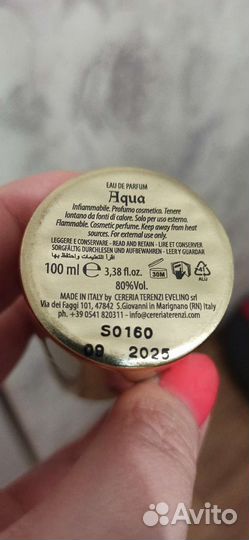 EAU DE PARFUM
Aqua
Infiammabile. Profumo cosmetico. Tenere
lontano da fonti di calore. Solo per uso esterno.
Flammable. Cosmetic perfume. Keep away from heat
sources. For external use only.
LEGGERE E CONSERVARE - READ AND RETAIN - LIRE ET CONSERVER
SORGFÄLTIG DURCHLESEN UND AUFBEWAHREN - LEER Y GUARDAR
اقرأ التعليمات واحتفظ بها
100 ml ℮ 3,38 fl. oz. 30M 41 ALU
80%Vol.
MADE IN ITALY by CERERIA TERENZI EVELINO srl
Via del Faggi 101, 47842 S.Giovanni in Marignano (RN) Italy
ph. +39 0541 820311 - info@cereriaterenzi.com
S0160
09 2025
Avito